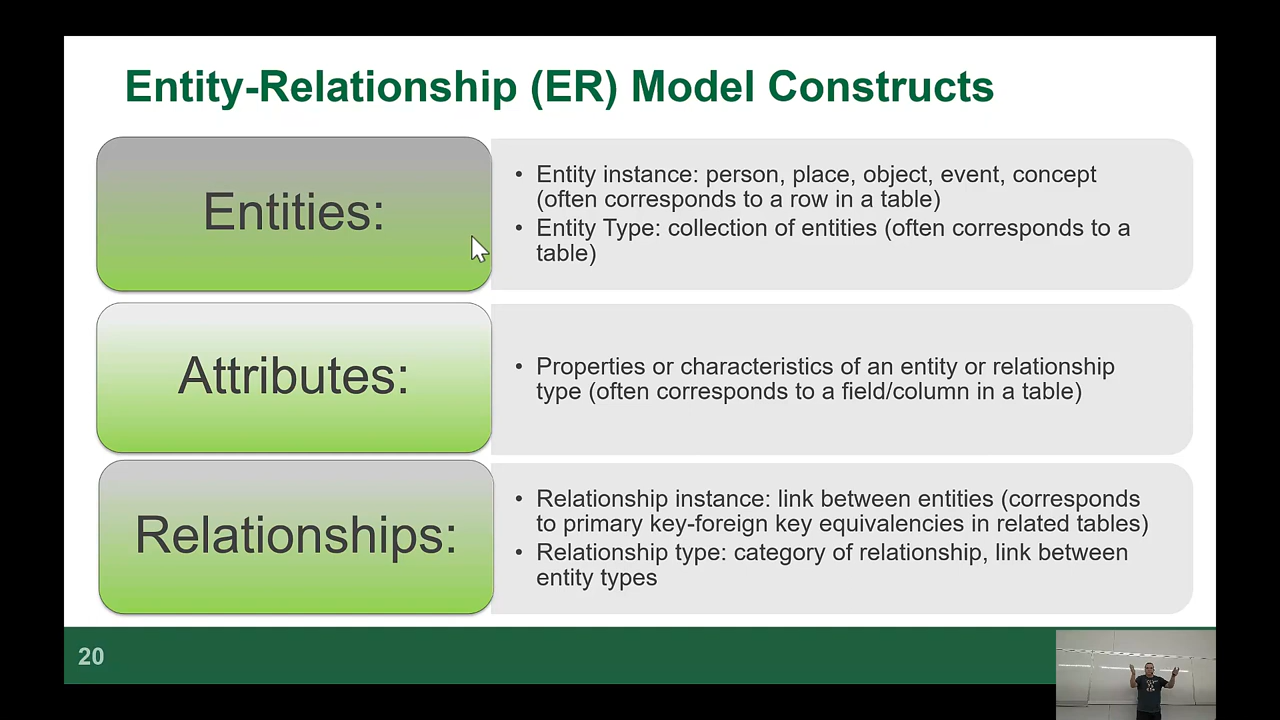 Entity-Relationship (ER) Model Constructs
Entities:
• Entity instance: person, place, object, event, concept
(often corresponds to a row in a table)
• Entity Type: collection of entities (often corresponds to a
table)
Attributes:
• Properties or characteristics of an entity or relationship
type (often corresponds to a field/column in a table)
Relationships:
• Relationship instance: link between entities (corresponds
to primary key-foreign key equivalencies in related tables)
• Relationship type: category of relationship, link between
entity types
20